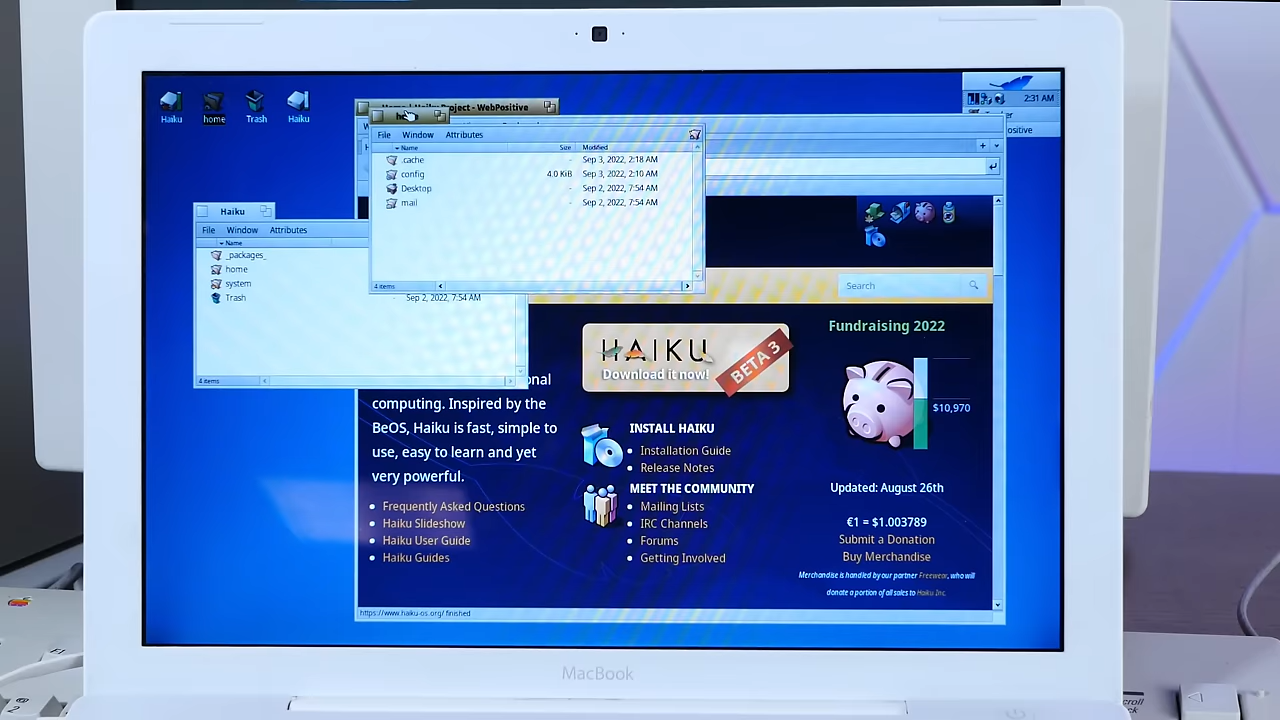 Haiku
home
Trash
Haiku
2:31 AM
Home | Haiku Project - WebPositive
File Window Attributes
Name Size Modified
.cache - Sep 3, 2022, 2:18 AM
config 4.0 KiB Sep 3, 2022, 2:10 AM
Desktop - Sep 2, 2022, 7:54 AM
mail - Sep 2, 2022, 7:54 AM
4 items
Haiku
File Window Attributes
Name
_packages_
home
system
Trash - Sep 2, 2022, 7:54 AM
4 items
Search
HAIKU
Download it now!
BETA 3
Fundraising 2022
$10,970
Updated: August 26th
€1 = $1.003789
Submit a Donation
Buy Merchandise
Merchandise is handled by our partner Freewear, who will
donate a portion of all sales to Haiku Inc.
computing. Inspired by the
BeOS, Haiku is fast, simple to
use, easy to learn and yet
very powerful.
Frequently Asked Questions
Haiku Slideshow
Haiku User Guide
Haiku Guides
INSTALL HAIKU
Installation Guide
Release Notes
MEET THE COMMUNITY
Mailing Lists
IRC Channels
Forums
Getting Involved
https://www.haiku-os.org/ finished
MacBook